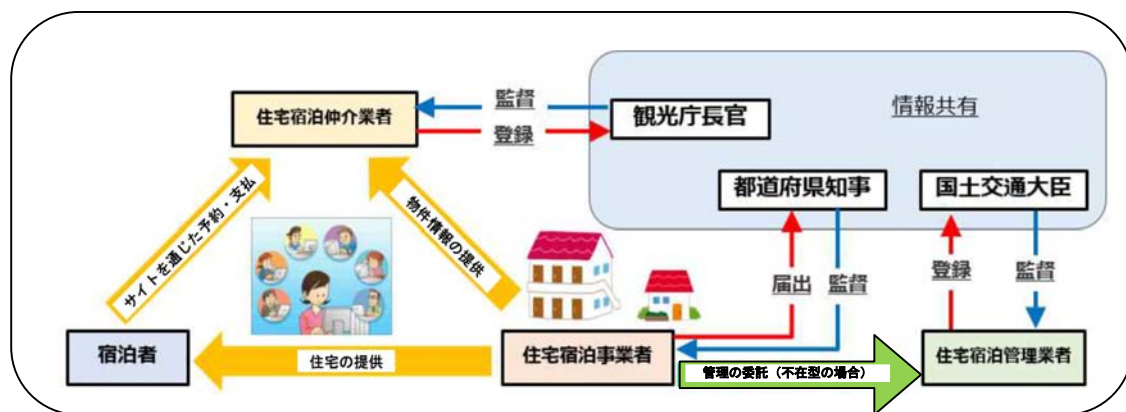 監督
住宅宿泊仲介業者
登録
観光庁長官
情報共有
都道府県知事
国土交通大臣
サイトを通じた予約・支払
物件情報の提供
届出
監督
登録
監督
宿泊者
住宅の提供
住宅宿泊事業者
管理の委託（不在型の場合）
住宅宿泊管理業者